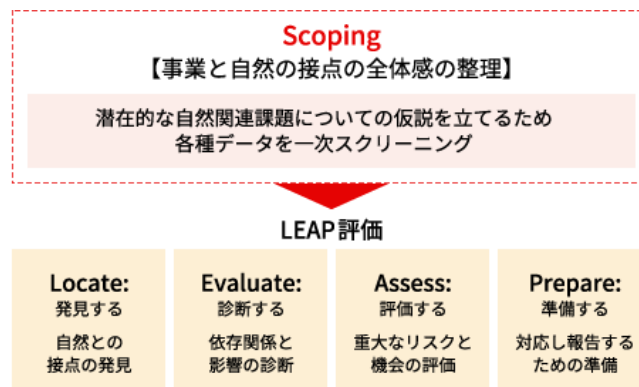 Scoping
【事業と自然の接点の全体感の整理】
潜在的な自然関連課題についての仮説を立てるため
各種データを一次スクリーニング
LEAP評価
Locate:
発見する
自然との
接点の発見
Evaluate:
診断する
依存関係と
影響の診断
Assess:
評価する
重大なリスクと
機会の評価
Prepare:
準備する
対応し報告する
ための準備